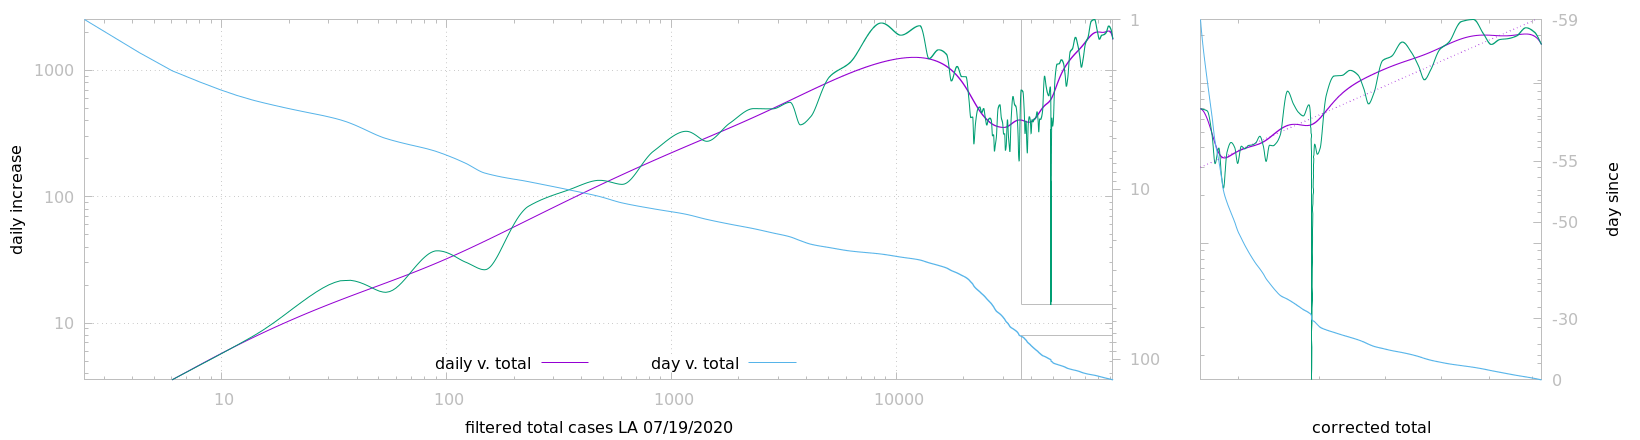 1000
100
10
daily increase
10
100
1000
10000
filtered total cases LA 07/19/2020
daily v. total
day v. total
1
10
100
-59
-55
-50
-30
0
day since
corrected total